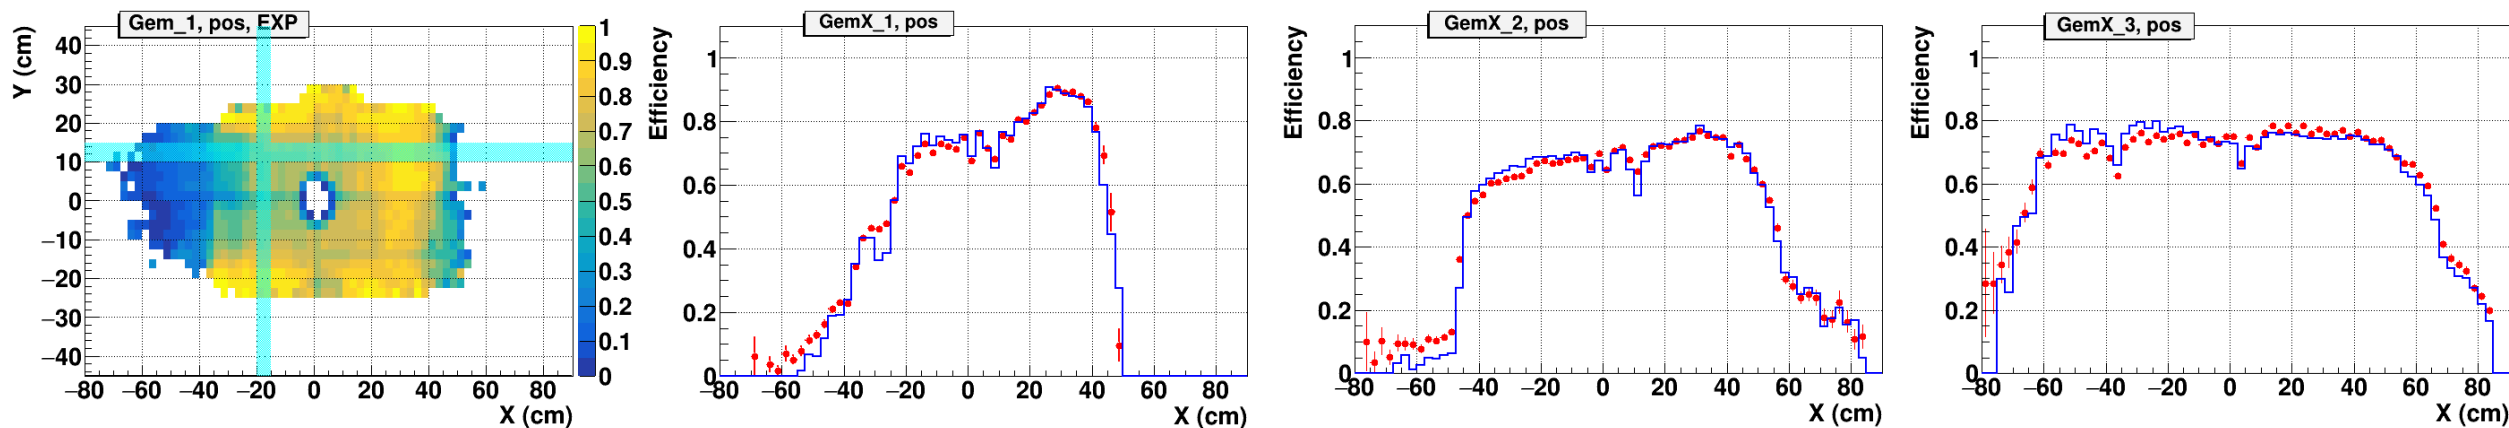 Gem_1, pos, EXP
Y (cm)
40
30
20
10
0
−10
−20
−30
−40
−80 −60 −40 −20 0 20 40 60 80
X (cm)
1
0.9
0.8
0.7
0.6
0.5
0.4
0.3
0.2
0.1
0
GemX_1, pos
Efficiency
1
0.8
0.6
0.4
0.2
0
−80 −60 −40 −20 0 20 40 60 80
X (cm)
GemX_2, pos
Efficiency
1
0.8
0.6
0.4
0.2
0
−80 −60 −40 −20 0 20 40 60 80
X (cm)
GemX_3, pos
Efficiency
1
0.8
0.6
0.4
0.2
0
−80 −60 −40 −20 0 20 40 60 80
X (cm)